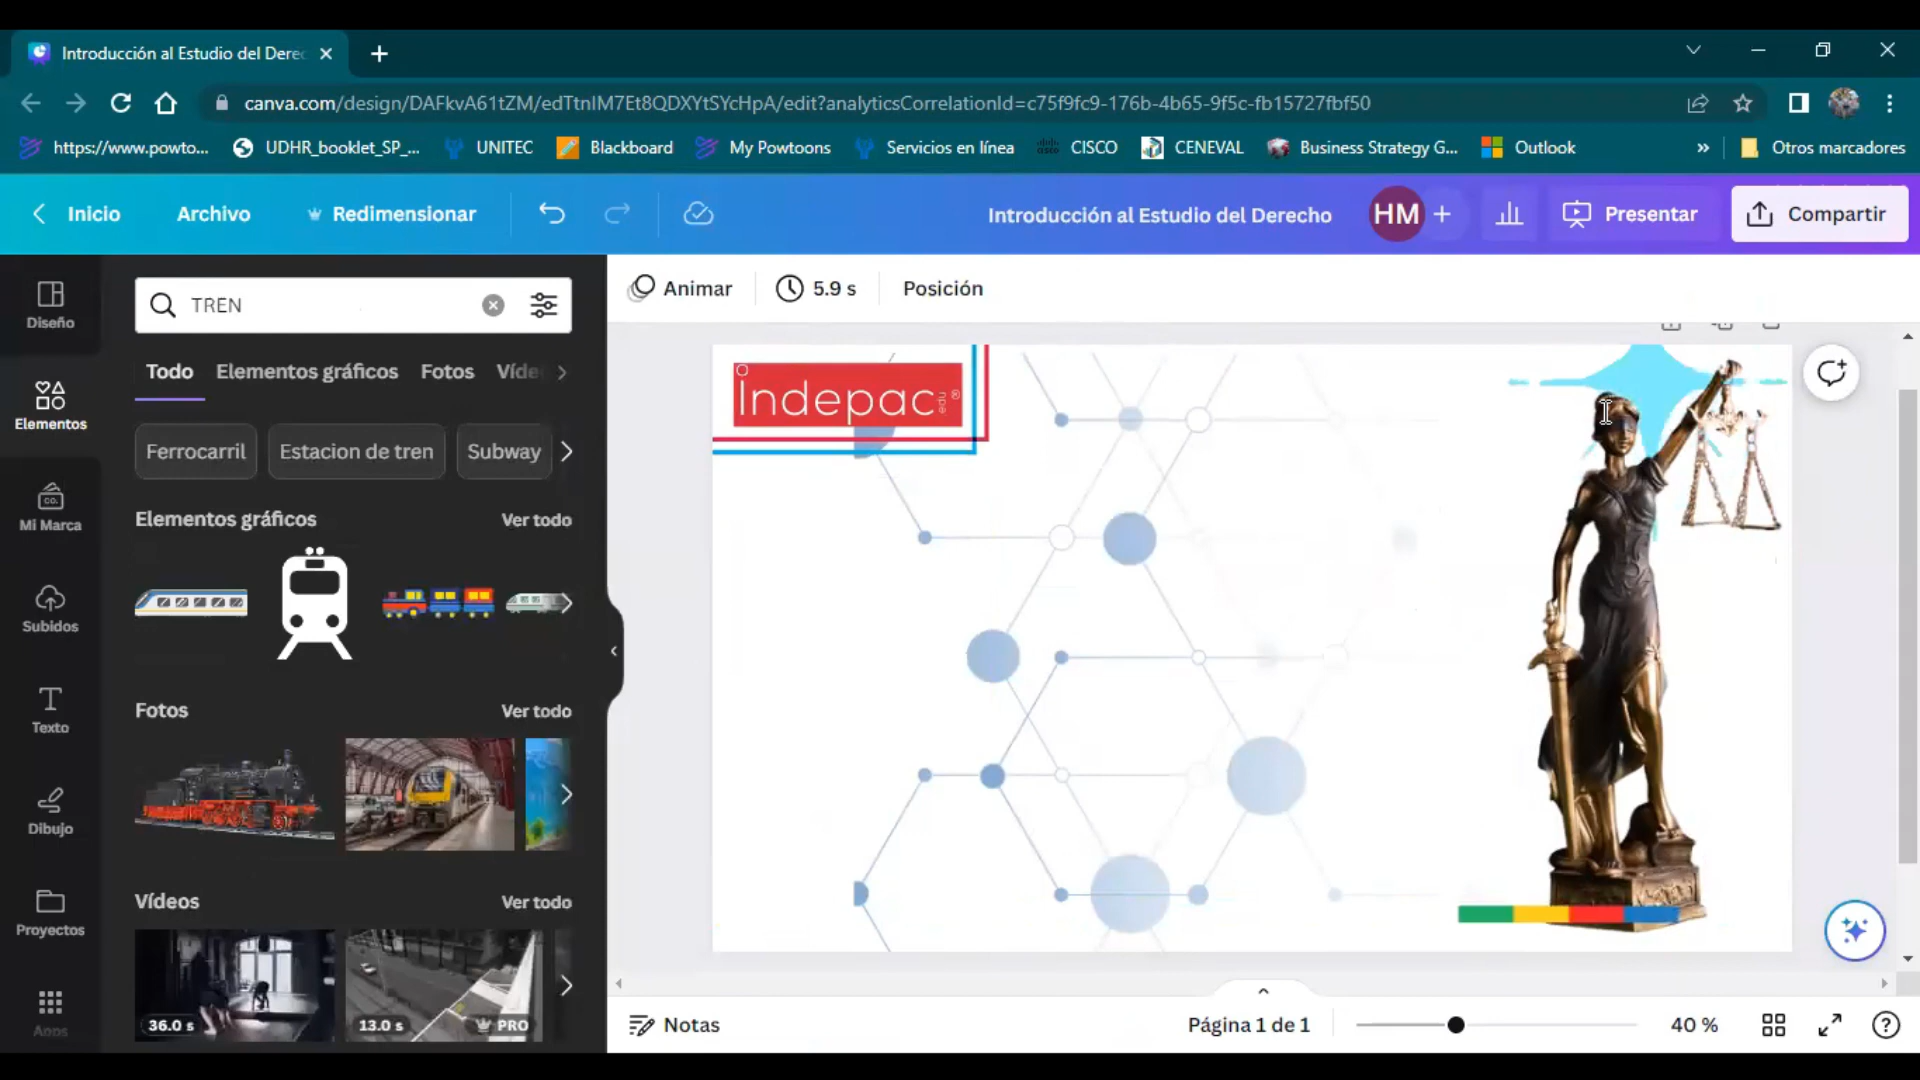 Introducción al Estudio del Derec
canva.com/design/DAFkvA61tZM/edTtnIM7Et8QDXYtSYcHpA/edit?analyticsCorrelationId=c75f9fc9-176b-4b65-9f5c-fb15727fbf50
https://www.powto...
UDHR_booklet_SP_...
UNITEC
Blackboard
My Powtoons
Servicios en línea
CISCO
CENEVAL
Business Strategy G...
Outlook
»
Otros marcadores
Inicio
Archivo
Redimensionar
Introducción al Estudio del Derecho
HM
Presentar
Compartir
Diseño
Elementos
Mi Marca
Subidos
Texto
Dibujo
Proyectos
Apps
TREN
Todo
Elementos gráficos
Fotos
Víde
Ferrocarril
Estacion de tren
Subway
Elementos gráficos
Ver todo
Fotos
Ver todo
Vídeos
Ver todo
36.0 s
13.0 s
PRO
Animar
5.9 s
Posición
Indepac
edu
®
Notas
Página 1 de 1
40 %